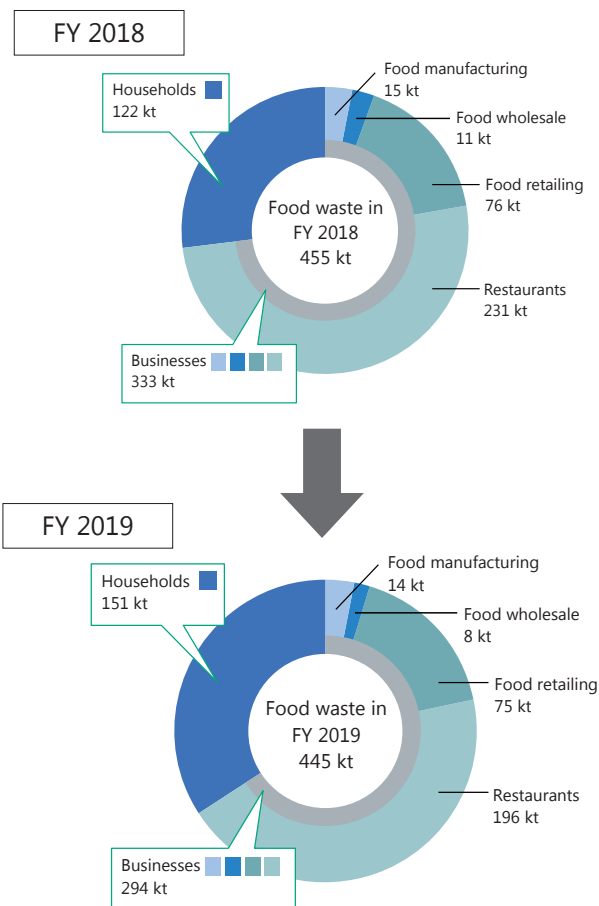 FY 2018
Households
122 kt
Food manufacturing
15 kt
Food wholesale
11 kt
Food retailing
76 kt
Food waste in
FY 2018
455 kt
Restaurants
231 kt
Businesses
333 kt
FY 2019
Households
151 kt
Food manufacturing
14 kt
Food wholesale
8 kt
Food retailing
75 kt
Food waste in
FY 2019
445 kt
Restaurants
196 kt
Businesses
294 kt